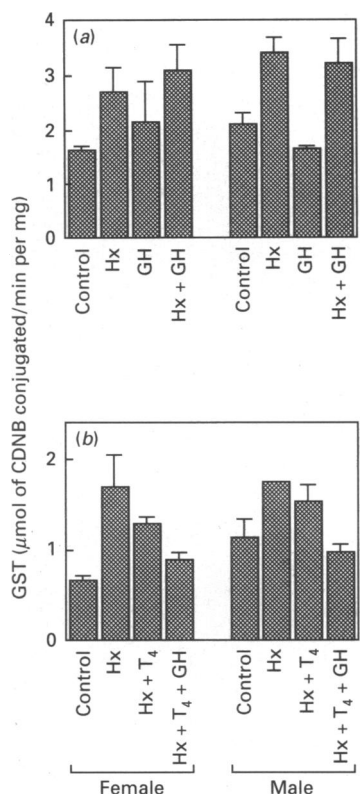 GST (μmol of CDNB conjugated/min per mg)
(a)
4
3
2
1
0
Control
Hx
GH
Hx + GH
Control
Hx
GH
Hx + GH
(b)
2
1
0
Control
Hx
Hx + T4
Hx + T4 + GH
Control
Hx
Hx + T4
Hx + T4 + GH
Female
Male